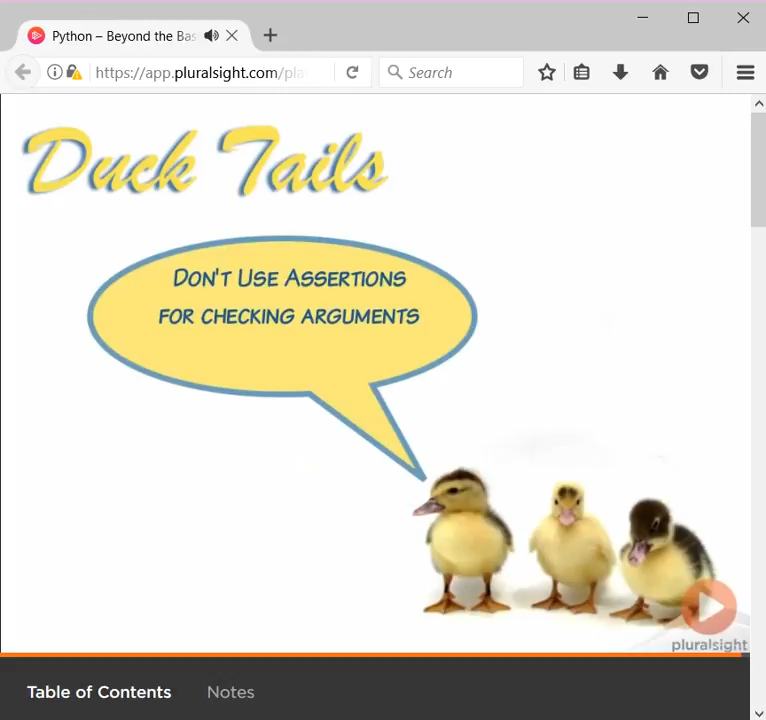 Python – Beyond the Bas
https://app.pluralsight.com/pla
Search
Duck Tails
DON'T USE ASSERTIONS
FOR CHECKING ARGUMENTS
pluralsight
Table of Contents
Notes